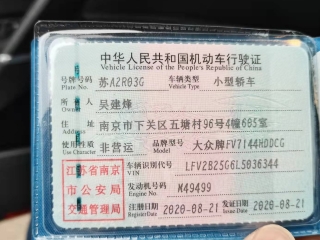 中华人民共和国机动车行驶证
Vehicle License of the People's Republic of China
号牌号码 苏A2R03G 车辆类型 小型轿车
Plate No. Vehicle Type
所有人 吴建烽
Owner
住址 南京市下关区五塘村96号4幢605室
Address
使用性质 非营运 品牌型号 大众牌FV7144HDDCG
Use Character Model
江苏省南京市公安局交通管理局
车辆识别代号 LFV2B25G6L5036344
VIN
发动机号码 M49499
Engine No.
注册日期 2020-08-21 发证日期 2020-08-21
Register Date Issue Date